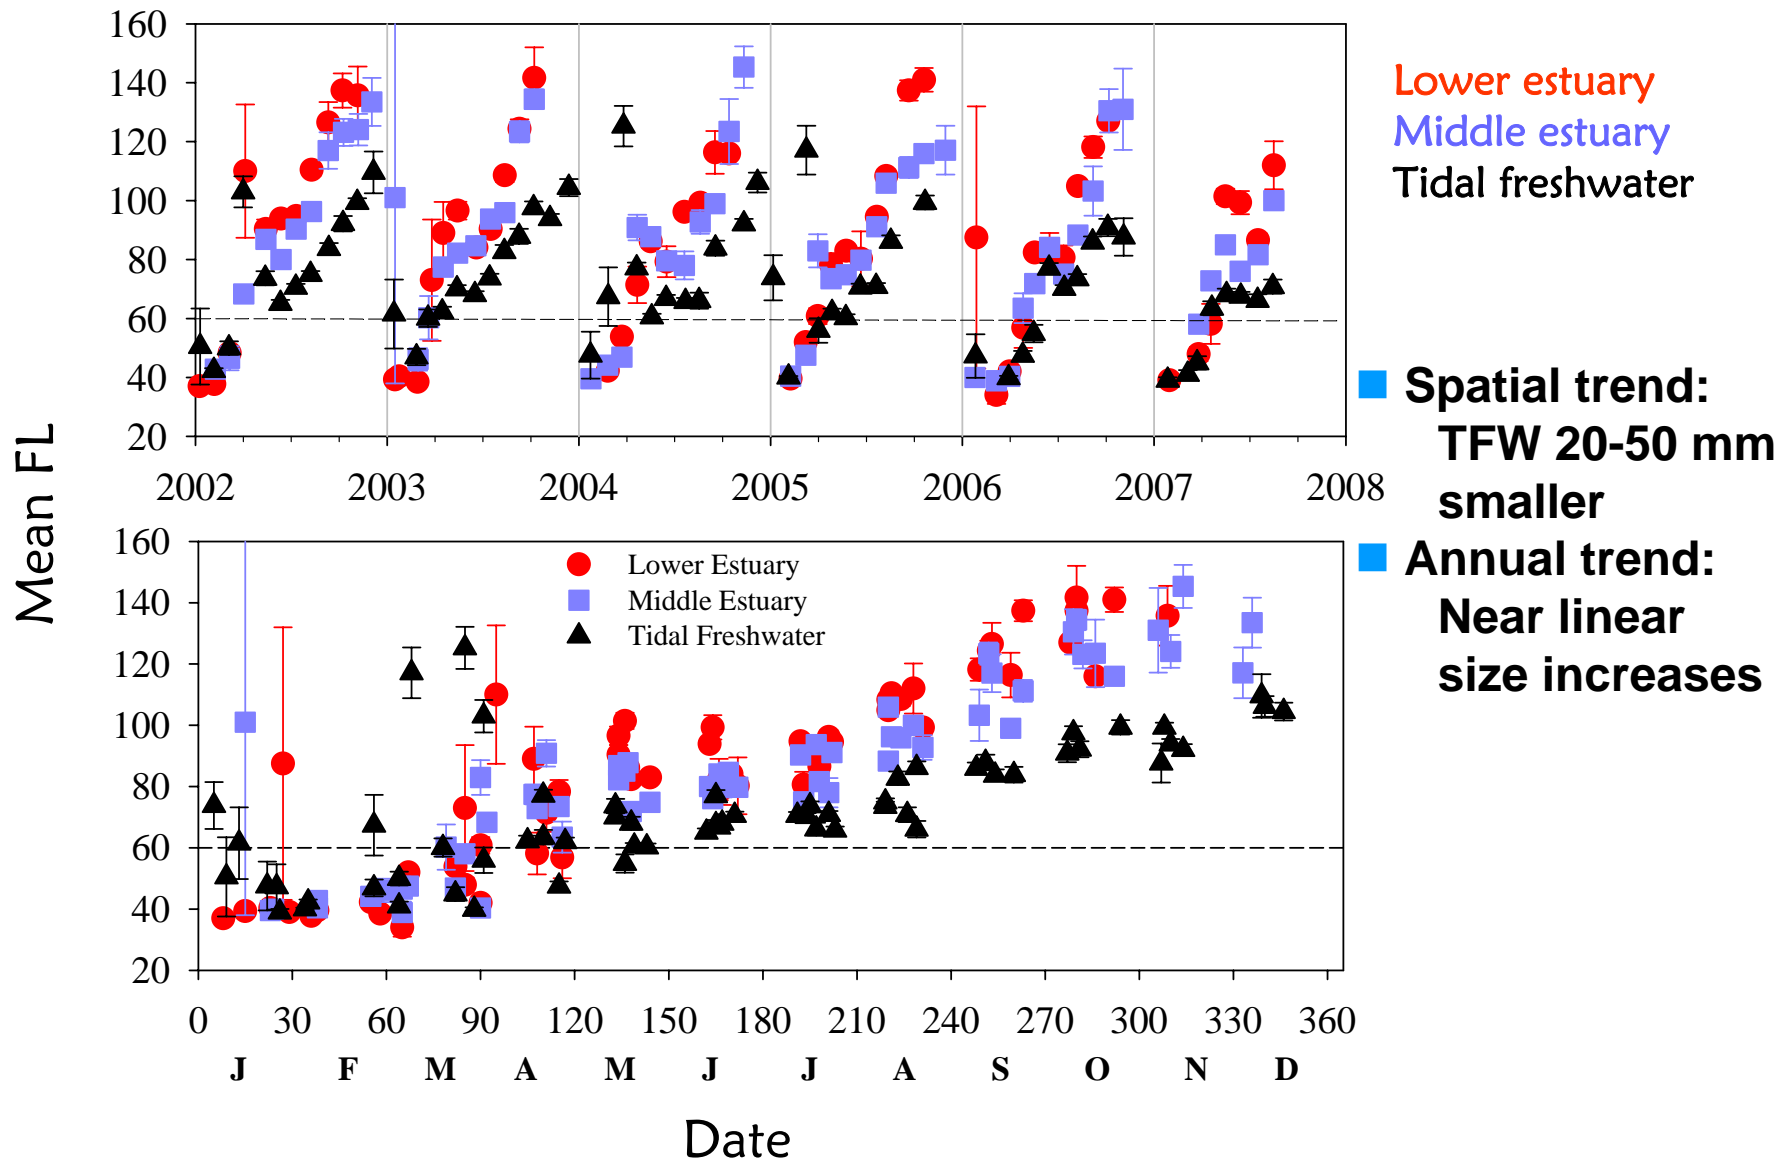 160
140
120
100
80
60
40
20
2002 2003 2004 2005 2006 2007 2008
Mean FL
160
140
120
100
80
60
40
20
Lower Estuary
Middle Estuary
Tidal Freshwater
0 30 60 90 120 150 180 210 240 270 300 330 360
J F M A M J J A S O N D
Date
Lower estuary
Middle estuary
Tidal freshwater
Spatial trend:
TFW 20-50 mm
smaller
Annual trend:
Near linear
size increases